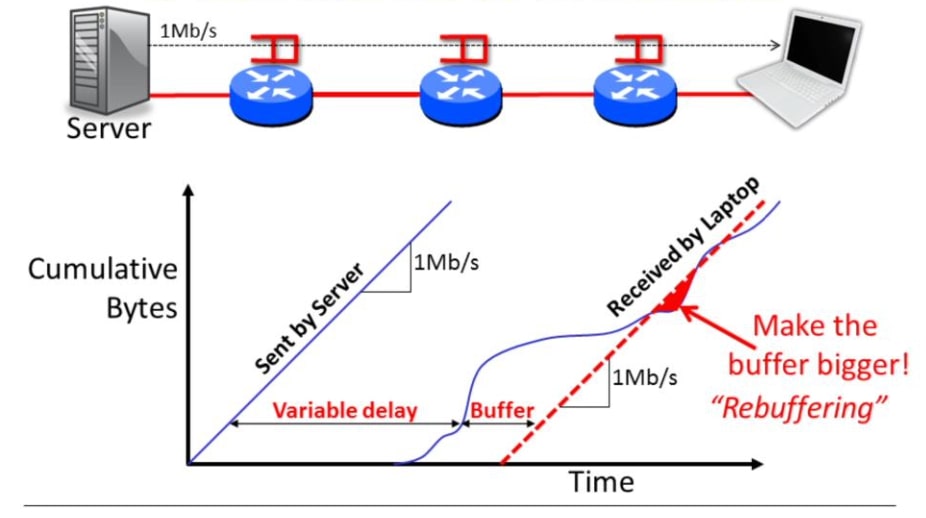 1Mb/s
Server
Cumulative
Bytes
Sent by Server
1Mb/s
Received by Laptop
Variable delay
Buffer
1Mb/s
Make the
buffer bigger!
“Rebuffering”
Time